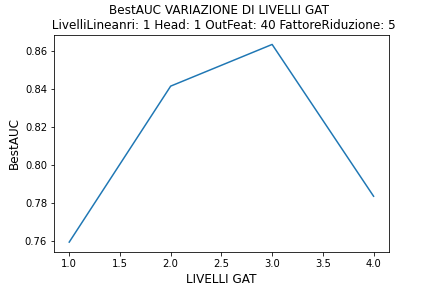 BestAUC VARIAZIONE DI LIVELLI GAT
LivelliLineanri: 1 Head: 1 OutFeat: 40 FattoreRiduzione: 5
0.86
0.84
0.82
0.80
0.78
0.76
BestAUC
1.0 1.5 2.0 2.5 3.0 3.5 4.0
LIVELLI GAT